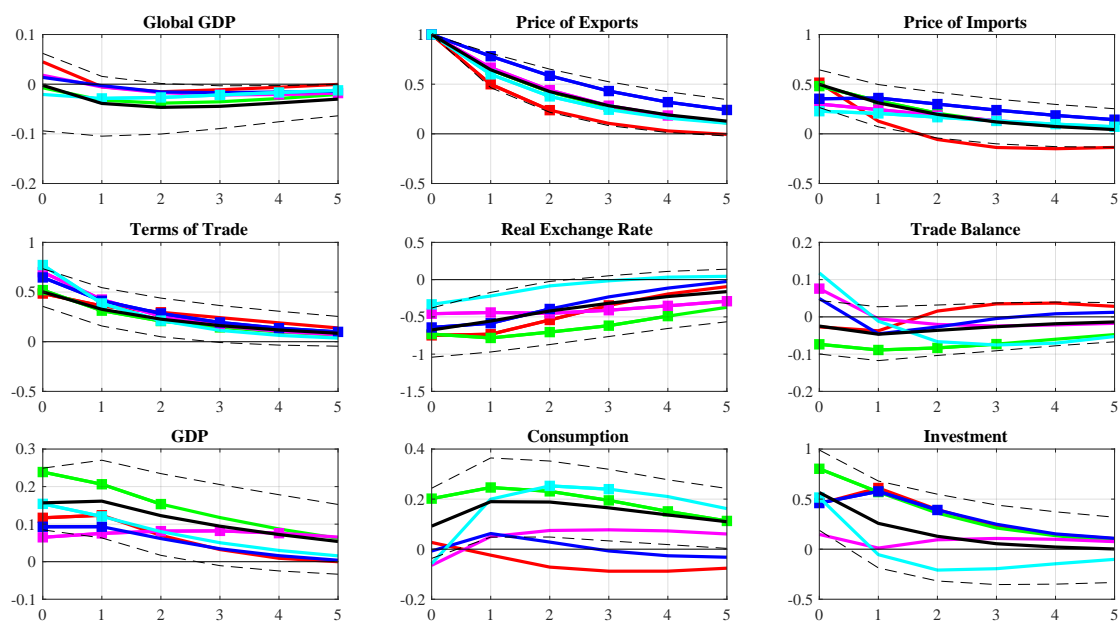 Global GDP
0.1
0
-0.1
-0.2
0 1 2 3 4 5
Price of Exports
1
0.5
0
-0.5
0 1 2 3 4 5
Price of Imports
1
0.5
0
-0.5
0 1 2 3 4 5
Terms of Trade
1
0.5
0
-0.5
0 1 2 3 4 5
Real Exchange Rate
0.5
0
-0.5
-1
-1.5
0 1 2 3 4 5
Trade Balance
0.2
0.1
0
-0.1
-0.2
0 1 2 3 4 5
GDP
0.3
0.2
0.1
0
-0.1
0 1 2 3 4 5
Consumption
0.4
0.2
0
-0.2
0 1 2 3 4 5
Investment
1
0.5
0
-0.5
0 1 2 3 4 5